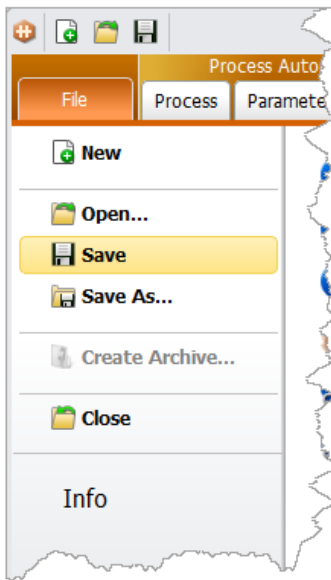 Process Auto
File Process Paramete
New
Open...
Save
Save As...
Create Archive...
Close
Info